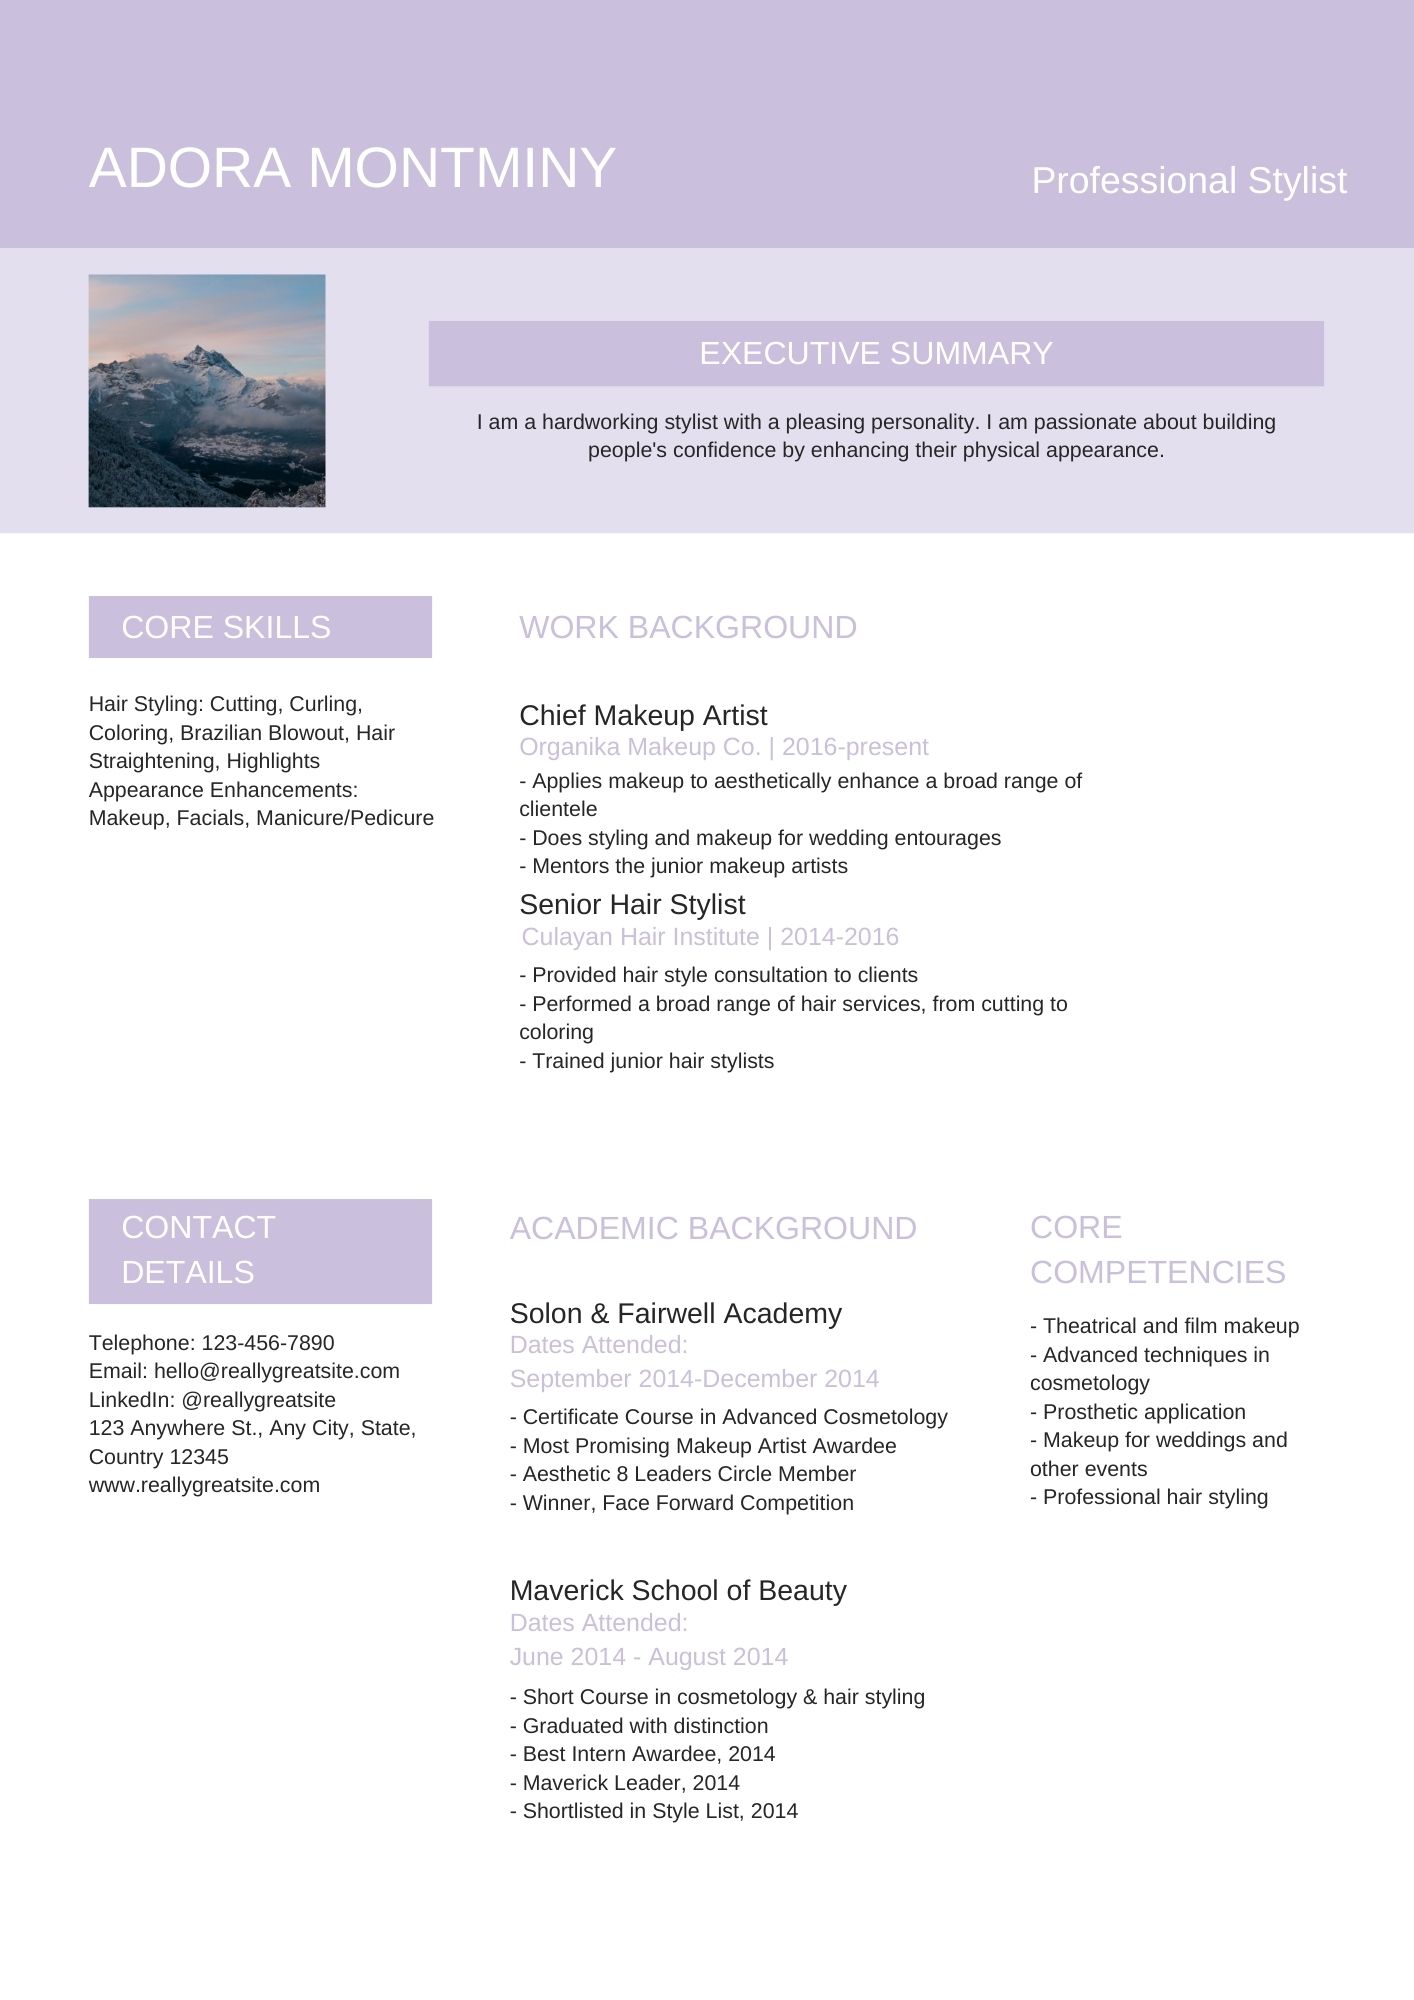 ADORA MONTMINY
Professional Stylist
EXECUTIVE SUMMARY
I am a hardworking stylist with a pleasing personality. I am passionate about building
people's confidence by enhancing their physical appearance.
CORE SKILLS
Hair Styling: Cutting, Curling,
Coloring, Brazilian Blowout, Hair
Straightening, Highlights
Appearance Enhancements:
Makeup, Facials, Manicure/Pedicure
WORK BACKGROUND
Chief Makeup Artist
Organika Makeup Co. | 2016-present
- Applies makeup to aesthetically enhance a broad range of
clientele
- Does styling and makeup for wedding entourages
- Mentors the junior makeup artists
Senior Hair Stylist
Culayan Hair Institute | 2014-2016
- Provided hair style consultation to clients
- Performed a broad range of hair services, from cutting to
coloring
- Trained junior hair stylists
CONTACT
DETAILS
Telephone: 123-456-7890
Email: hello@reallygreatsite.com
LinkedIn: @reallygreatsite
123 Anywhere St., Any City, State,
Country 12345
www.reallygreatsite.com
ACADEMIC BACKGROUND
Solon & Fairwell Academy
Dates Attended:
September 2014-December 2014
- Certificate Course in Advanced Cosmetology
- Most Promising Makeup Artist Awardee
- Aesthetic 8 Leaders Circle Member
- Winner, Face Forward Competition
Maverick School of Beauty
Dates Attended:
June 2014 - August 2014
- Short Course in cosmetology & hair styling
- Graduated with distinction
- Best Intern Awardee, 2014
- Maverick Leader, 2014
- Shortlisted in Style List, 2014
CORE
COMPETENCIES
- Theatrical and film makeup
- Advanced techniques in
cosmetology
- Prosthetic application
- Makeup for weddings and
other events
- Professional hair styling